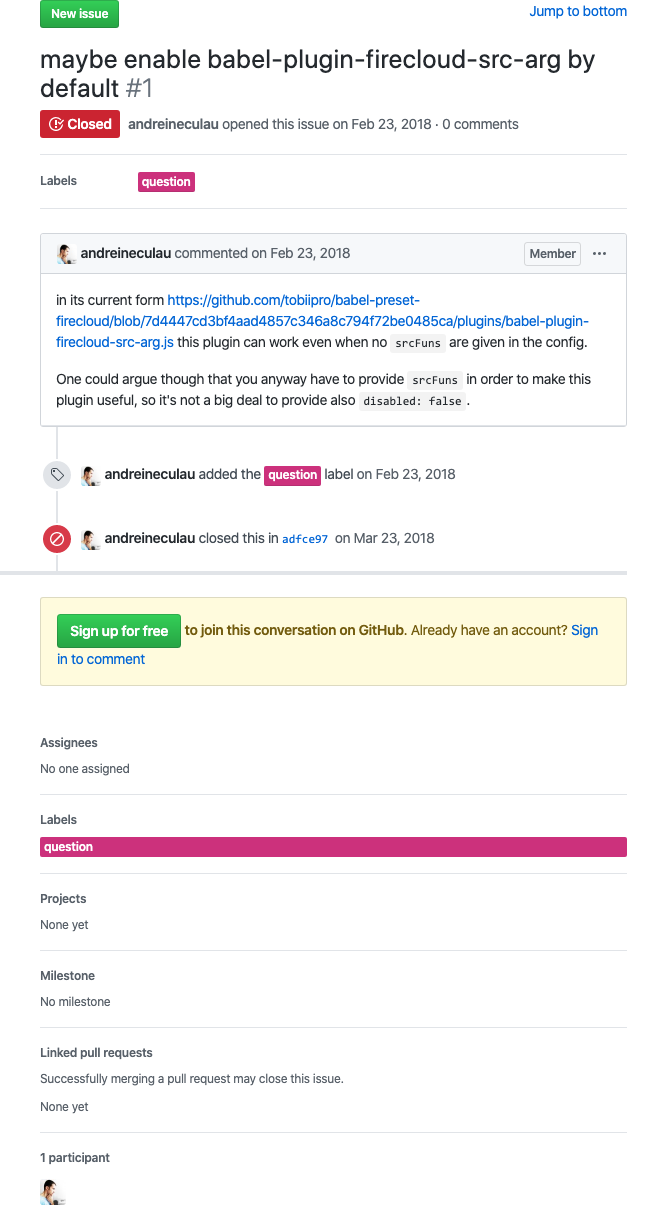 New issue
Jump to bottom
maybe enable babel-plugin-firecloud-src-arg by
default #1
Closed andreineculau opened this issue on Feb 23, 2018 · 0 comments
Labels question
andreineculau commented on Feb 23, 2018 Member ···
in its current form https://github.com/tobiipro/babel-preset-
firecloud/blob/7d4447cd3bf4aad4857c346a8c794f72be0485ca/plugins/babel-plugin-
firecloud-src-arg.js this plugin can work even when no srcFuns are given in the config.
One could argue though that you anyway have to provide srcFuns in order to make this
plugin useful, so it's not a big deal to provide also disabled: false.
andreineculau added the question label on Feb 23, 2018
andreineculau closed this in adfce97 on Mar 23, 2018
Sign up for free to join this conversation on GitHub. Already have an account? Sign
in to comment
Assignees
No one assigned
Labels
question
Projects
None yet
Milestone
No milestone
Linked pull requests
Successfully merging a pull request may close this issue.
None yet
1 participant